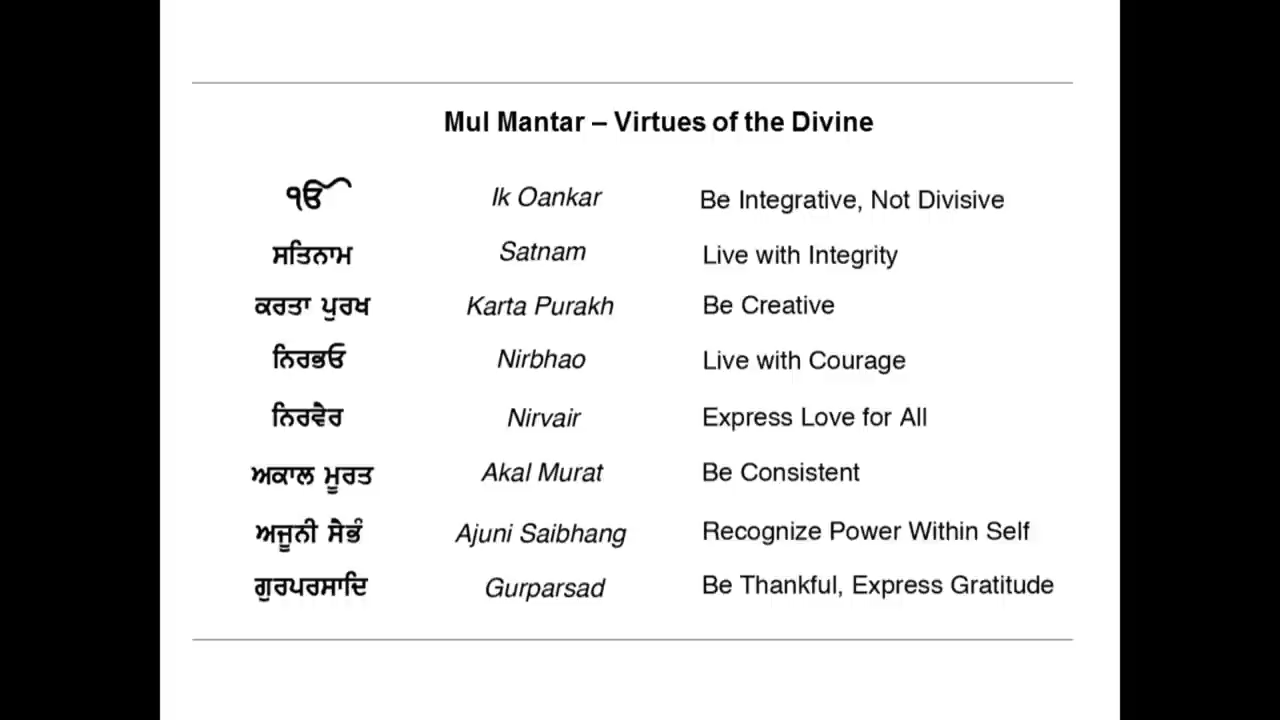 Mul Mantar – Virtues of the Divine
ੴ Ik Oankar Be Integrative, Not Divisive
ਸਤਿਨਾਮ Satnam Live with Integrity
ਕਰਤਾ ਪੁਰਖ Karta Purakh Be Creative
ਨਿਰਭਓ Nirbhao Live with Courage
ਨਿਰਵੈਰ Nirvair Express Love for All
ਅਕਾਲ ਮੂਰਤ Akal Murat Be Consistent
ਅਜੂਨੀ ਸੈਭੰ Ajuni Saibhang Recognize Power Within Self
ਗੁਰਪਰਸਾਦਿ Gurparsad Be Thankful, Express Gratitude